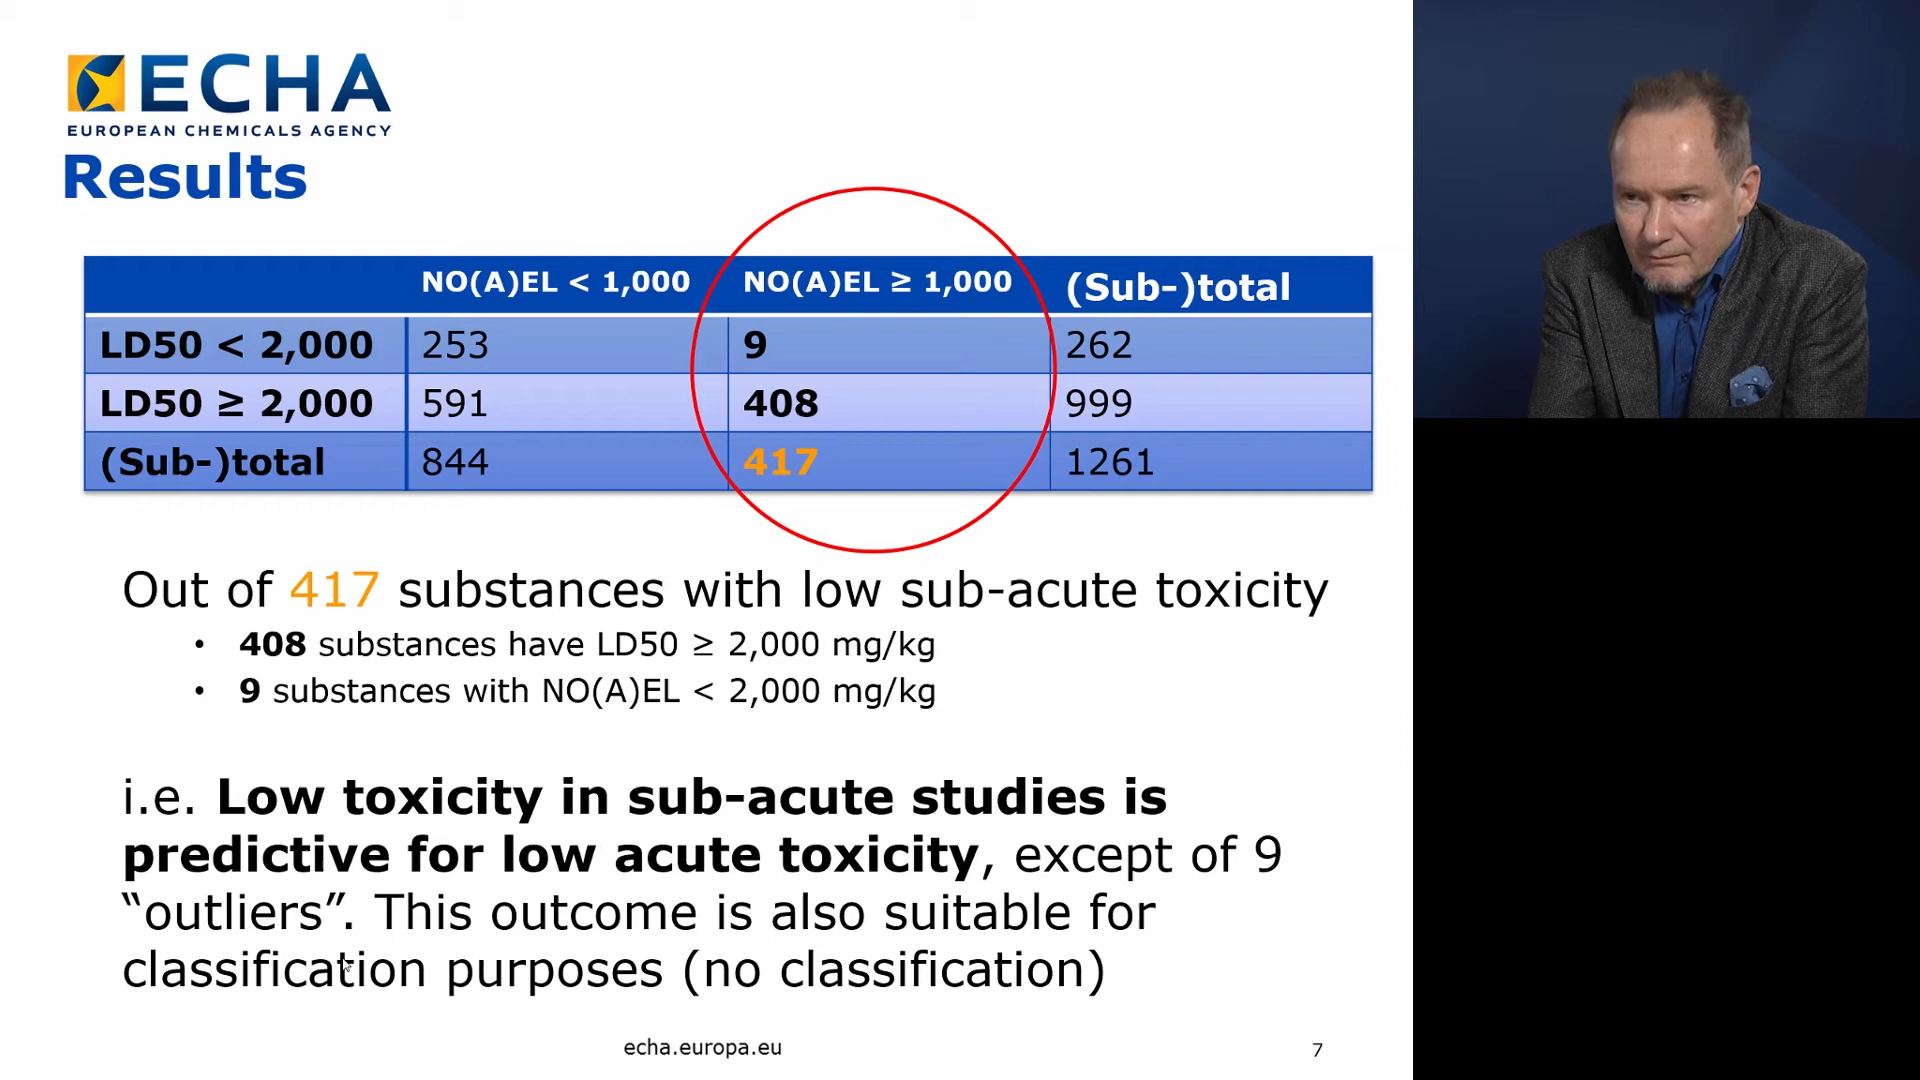 ECHA
EUROPEAN CHEMICALS AGENCY
Results
NO(A)EL < 1,000 NO(A)EL ≥ 1,000 (Sub-)total
LD50 < 2,000 253 9 262
LD50 ≥ 2,000 591 408 999
(Sub-)total 844 417 1261
Out of 417 substances with low sub-acute toxicity
• 408 substances have LD50 ≥ 2,000 mg/kg
• 9 substances with NO(A)EL < 2,000 mg/kg
i.e. Low toxicity in sub-acute studies is
predictive for low acute toxicity, except of 9
“outliers”. This outcome is also suitable for
classification purposes (no classification)
echa.europa.eu 7